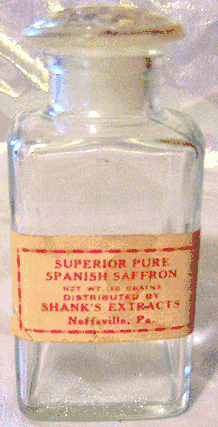 SUPERIOR PURE
SPANISH SAFFRON
NET WT. GRAINS
DISTRIBUTED BY
SHANK'S EXTRACTS
Neffsville, Pa.